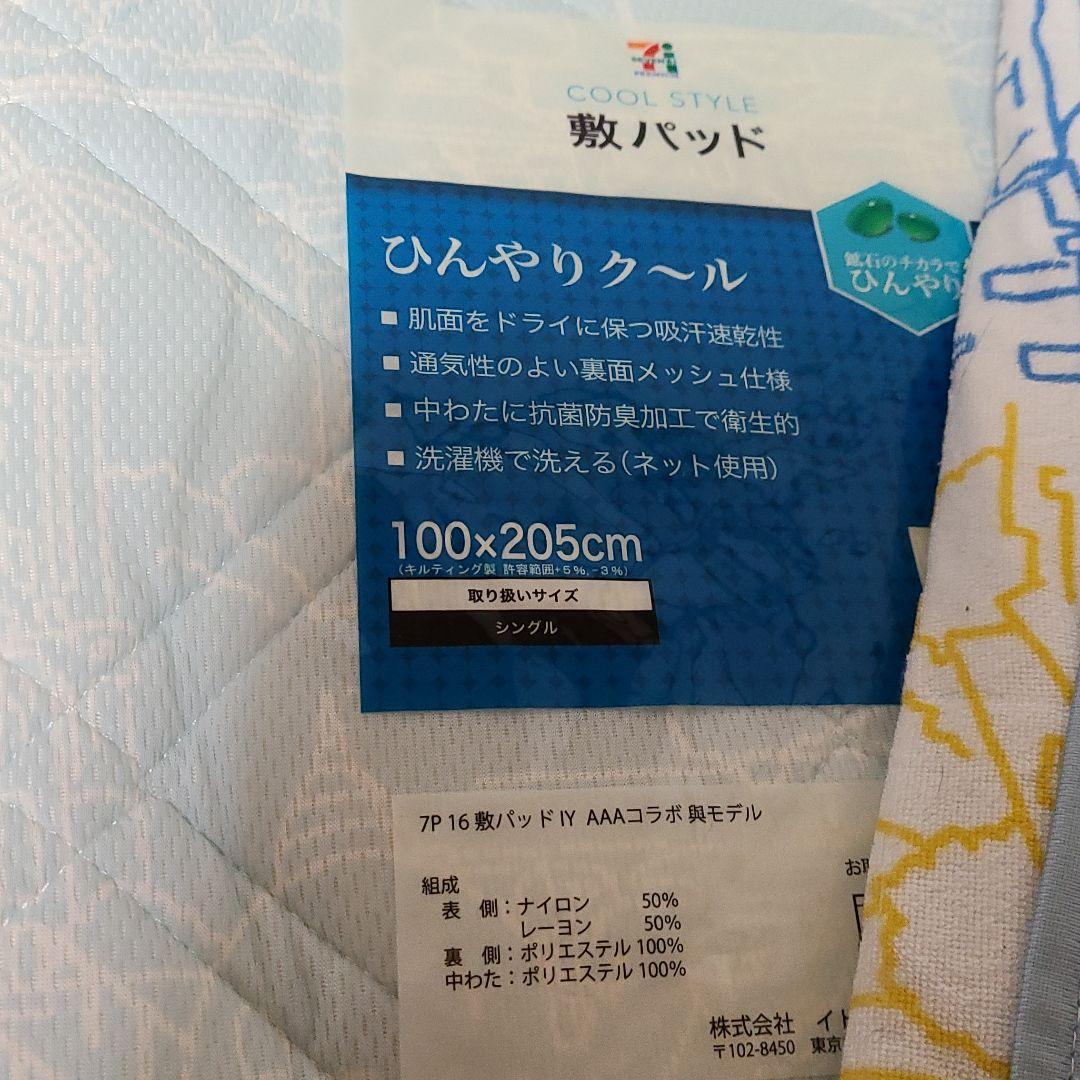 COOL STYLE
敷パッド
ひんやりク〜ル
鉱石のチカラで
ひんやり
■ 肌面をドライに保つ吸汗速乾性
■ 通気性のよい裏面メッシュ仕様
■ 中わたに抗菌防臭加工で衛生的
■ 洗濯機で洗える(ネット使用)
100×205cm
(キルティング製 許容範囲+5%,-3%)
取り扱いサイズ
シングル
7P 16 敷パッド IY AAAコラボ 與モデル
組成
表 側:ナイロン 50%
レーヨン 50%
裏 側:ポリエステル 100%
中わた:ポリエステル 100%
お
株式会社 イト
〒102-8450 東京